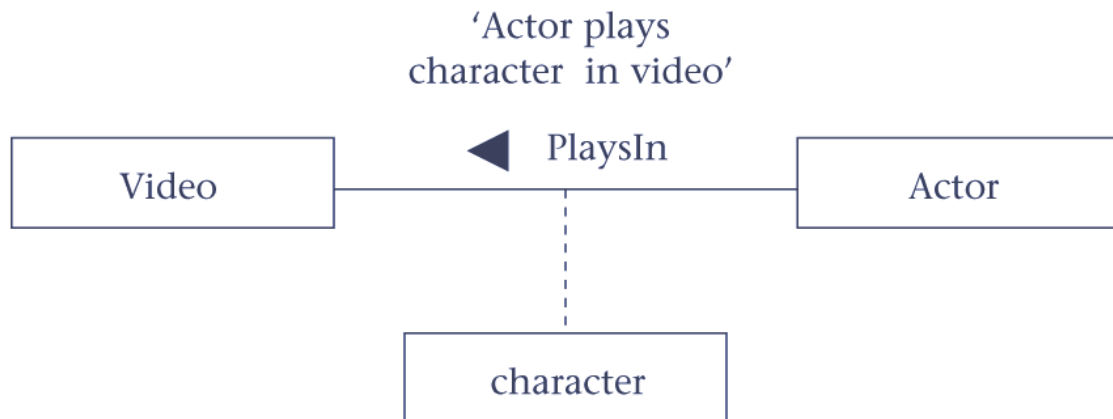 ‘Actor plays
character in video’
PlaysIn
Video
Actor
character